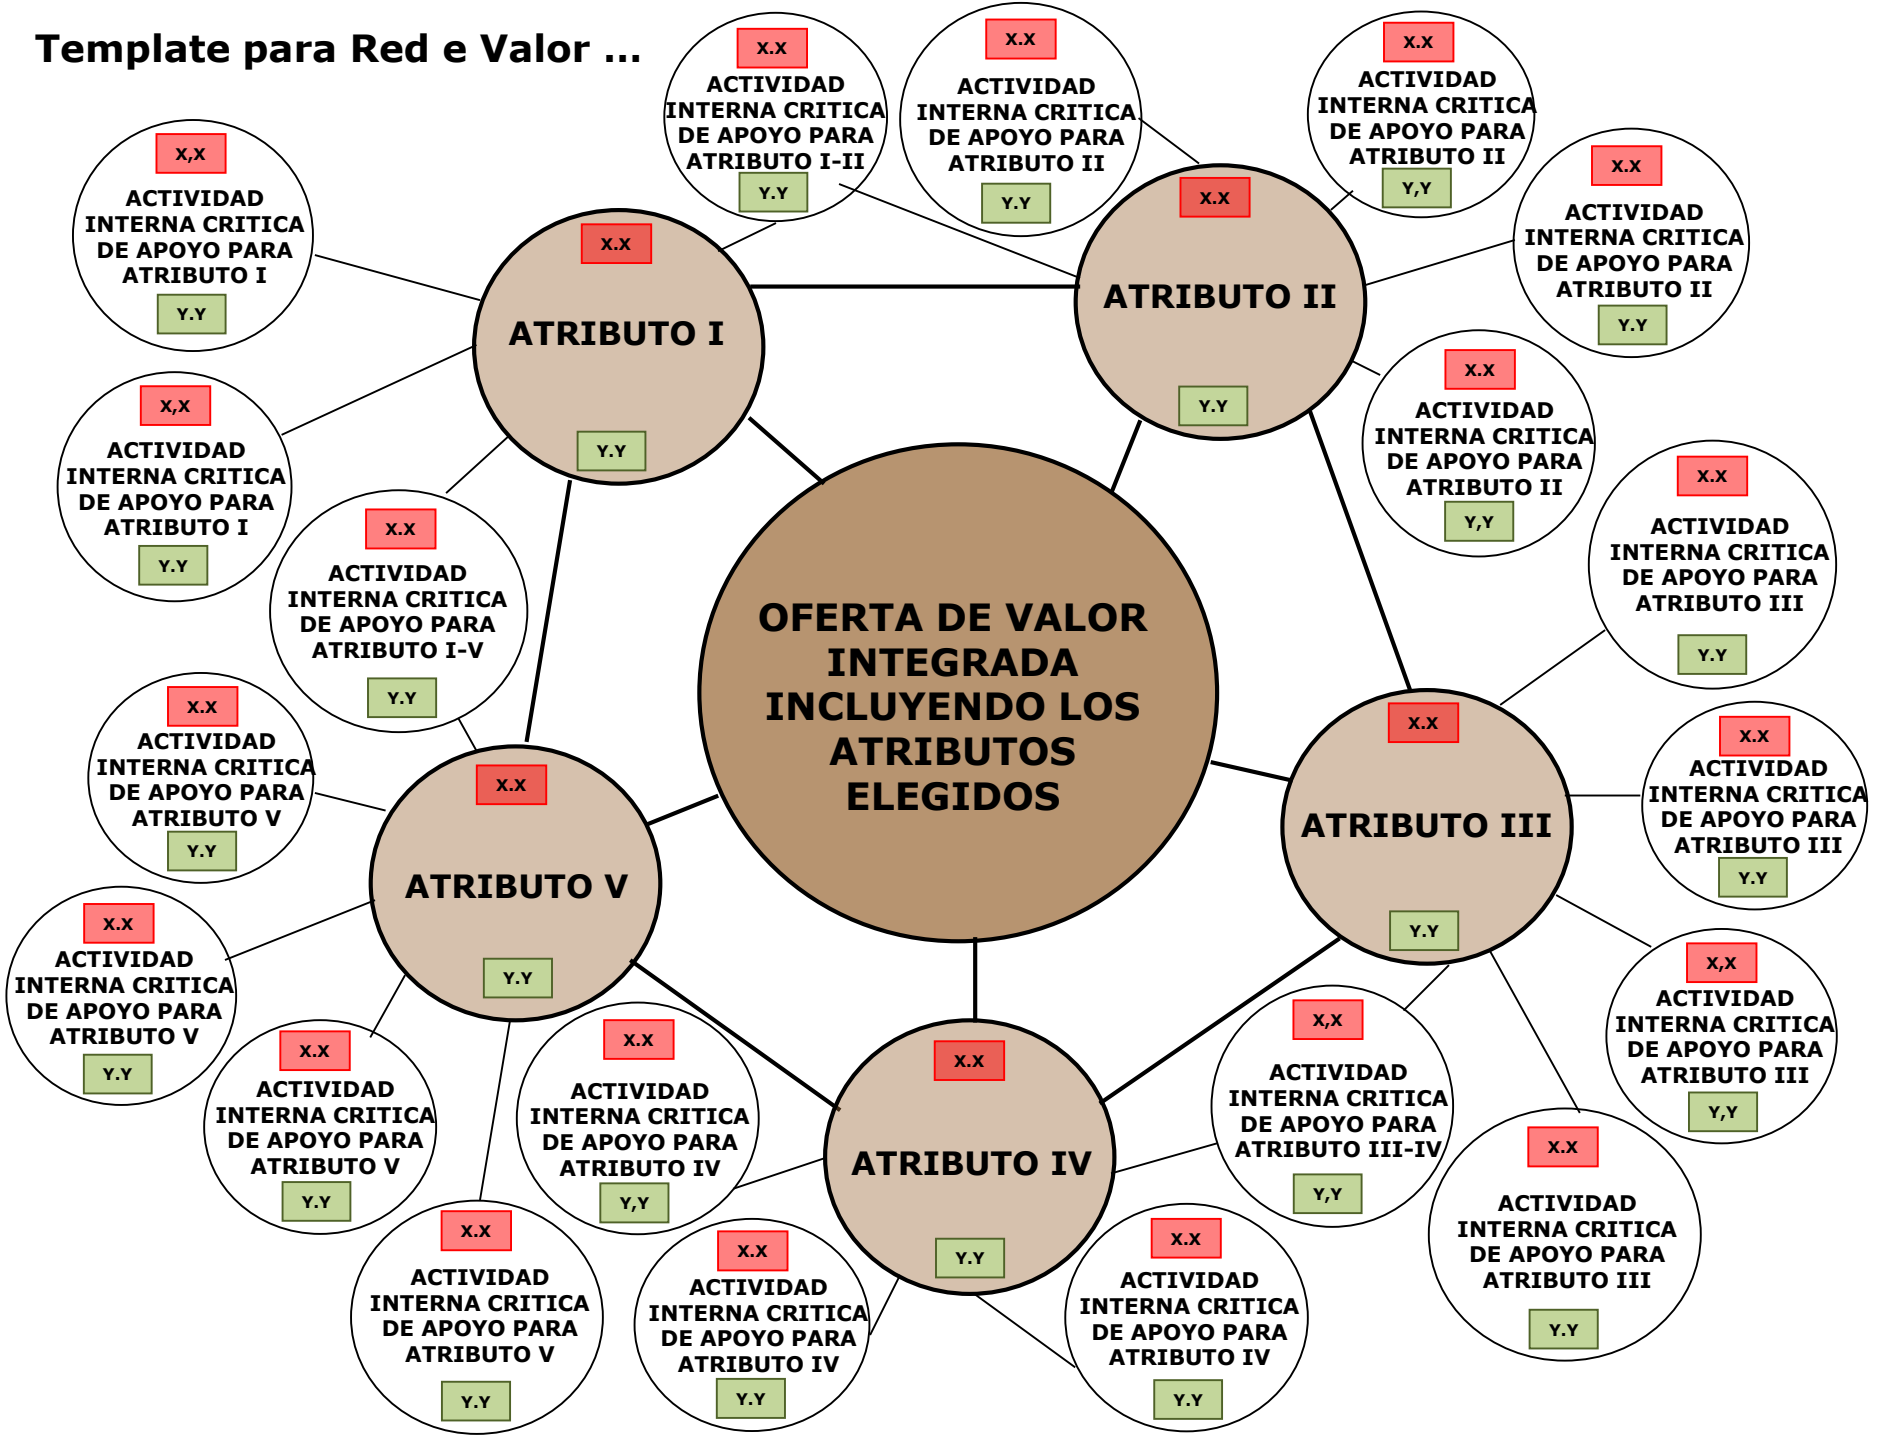 Template para Red e Valor ...
X.X
ACTIVIDAD
INTERNA CRITICA
DE APOYO PARA
ATRIBUTO I-II
Y.Y
X.X
ACTIVIDAD
INTERNA CRITICA
DE APOYO PARA
ATRIBUTO II
Y.Y
X.X
ACTIVIDAD
INTERNA CRITICA
DE APOYO PARA
ATRIBUTO II
Y,Y
X,X
ACTIVIDAD
INTERNA CRITICA
DE APOYO PARA
ATRIBUTO I
Y.Y
X.X
ACTIVIDAD
INTERNA CRITICA
DE APOYO PARA
ATRIBUTO II
Y.Y
X.X
ATRIBUTO I
Y.Y
X.X
ATRIBUTO II
Y.Y
X,X
ACTIVIDAD
INTERNA CRITICA
DE APOYO PARA
ATRIBUTO I
Y.Y
X.X
ACTIVIDAD
INTERNA CRITICA
DE APOYO PARA
ATRIBUTO II
Y,Y
X.X
ACTIVIDAD
INTERNA CRITICA
DE APOYO PARA
ATRIBUTO I-V
Y.Y
X.X
ACTIVIDAD
INTERNA CRITICA
DE APOYO PARA
ATRIBUTO III
Y.Y
OFERTA DE VALOR
INTEGRADA
INCLUYENDO LOS
ATRIBUTOS
ELEGIDOS
X.X
ACTIVIDAD
INTERNA CRITICA
DE APOYO PARA
ATRIBUTO V
Y.Y
X.X
ATRIBUTO III
Y.Y
X.X
ACTIVIDAD
INTERNA CRITICA
DE APOYO PARA
ATRIBUTO III
Y.Y
X.X
ATRIBUTO V
Y.Y
X.X
ACTIVIDAD
INTERNA CRITICA
DE APOYO PARA
ATRIBUTO V
Y.Y
X,X
ACTIVIDAD
INTERNA CRITICA
DE APOYO PARA
ATRIBUTO III
Y,Y
X.X
ACTIVIDAD
INTERNA CRITICA
DE APOYO PARA
ATRIBUTO V
Y.Y
X.X
ACTIVIDAD
INTERNA CRITICA
DE APOYO PARA
ATRIBUTO IV
Y,Y
X.X
ATRIBUTO IV
Y.Y
X,X
ACTIVIDAD
INTERNA CRITICA
DE APOYO PARA
ATRIBUTO III-IV
Y,Y
X.X
ACTIVIDAD
INTERNA CRITICA
DE APOYO PARA
ATRIBUTO III
Y.Y
X.X
ACTIVIDAD
INTERNA CRITICA
DE APOYO PARA
ATRIBUTO V
Y.Y
X.X
ACTIVIDAD
INTERNA CRITICA
DE APOYO PARA
ATRIBUTO IV
Y.Y
X.X
ACTIVIDAD
INTERNA CRITICA
DE APOYO PARA
ATRIBUTO IV
Y.Y